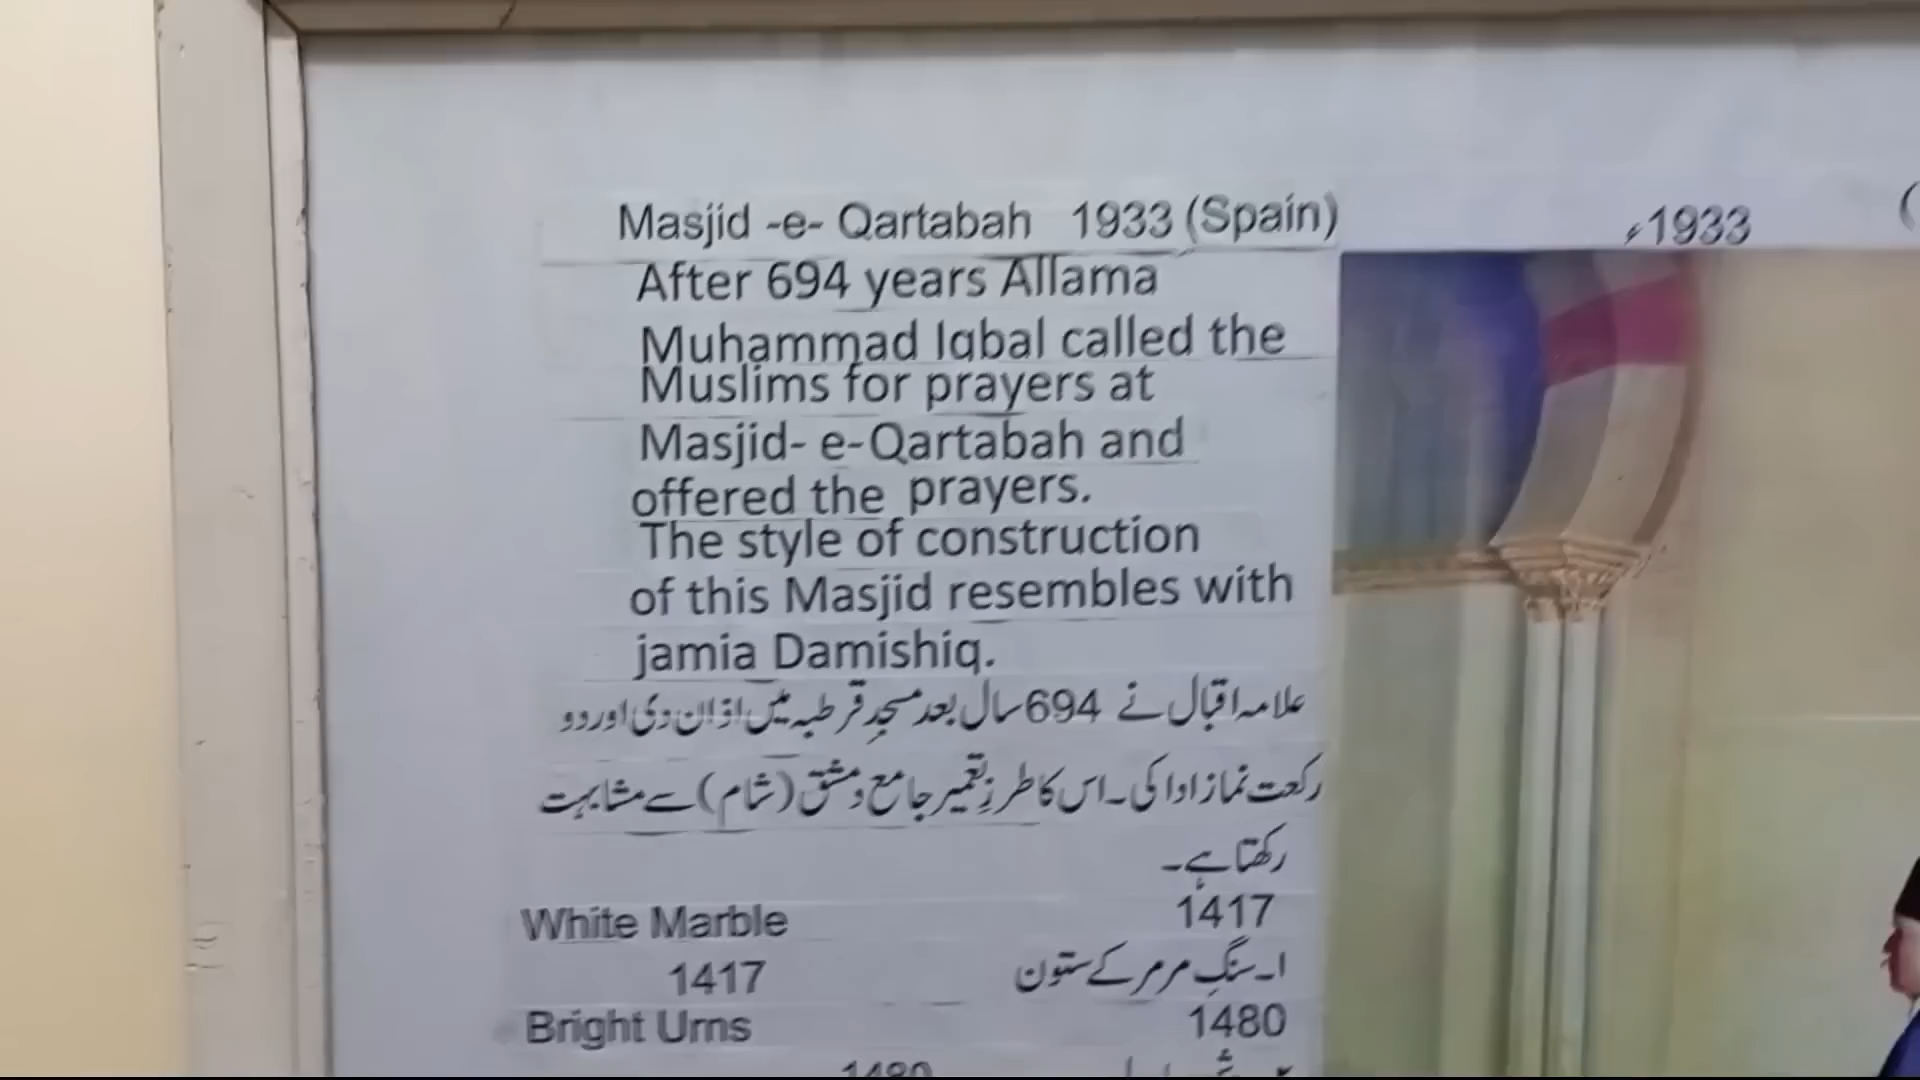 Masjid -e- Qartabah 1933 (Spain)
ء1933
(
After 694 years Allama
Muhammad Iqbal called the
Muslims for prayers at
Masjid- e-Qartabah and
offered the prayers.
The style of construction
of this Masjid resembles with
jamia Damishiq.
علامہ اقبال نے 694 سال بعد مسجدِ قرطبہ میں اذان دی اور دو
رکعت نماز ادا کی۔ اس کا طرزِ تعمیر جامع دمشق (شام) سے مشابہت
رکھتا ہے۔
White Marble
1417
1417
۱۔ سنگِ مرمر کے ستون
Bright Urns
1480
1480